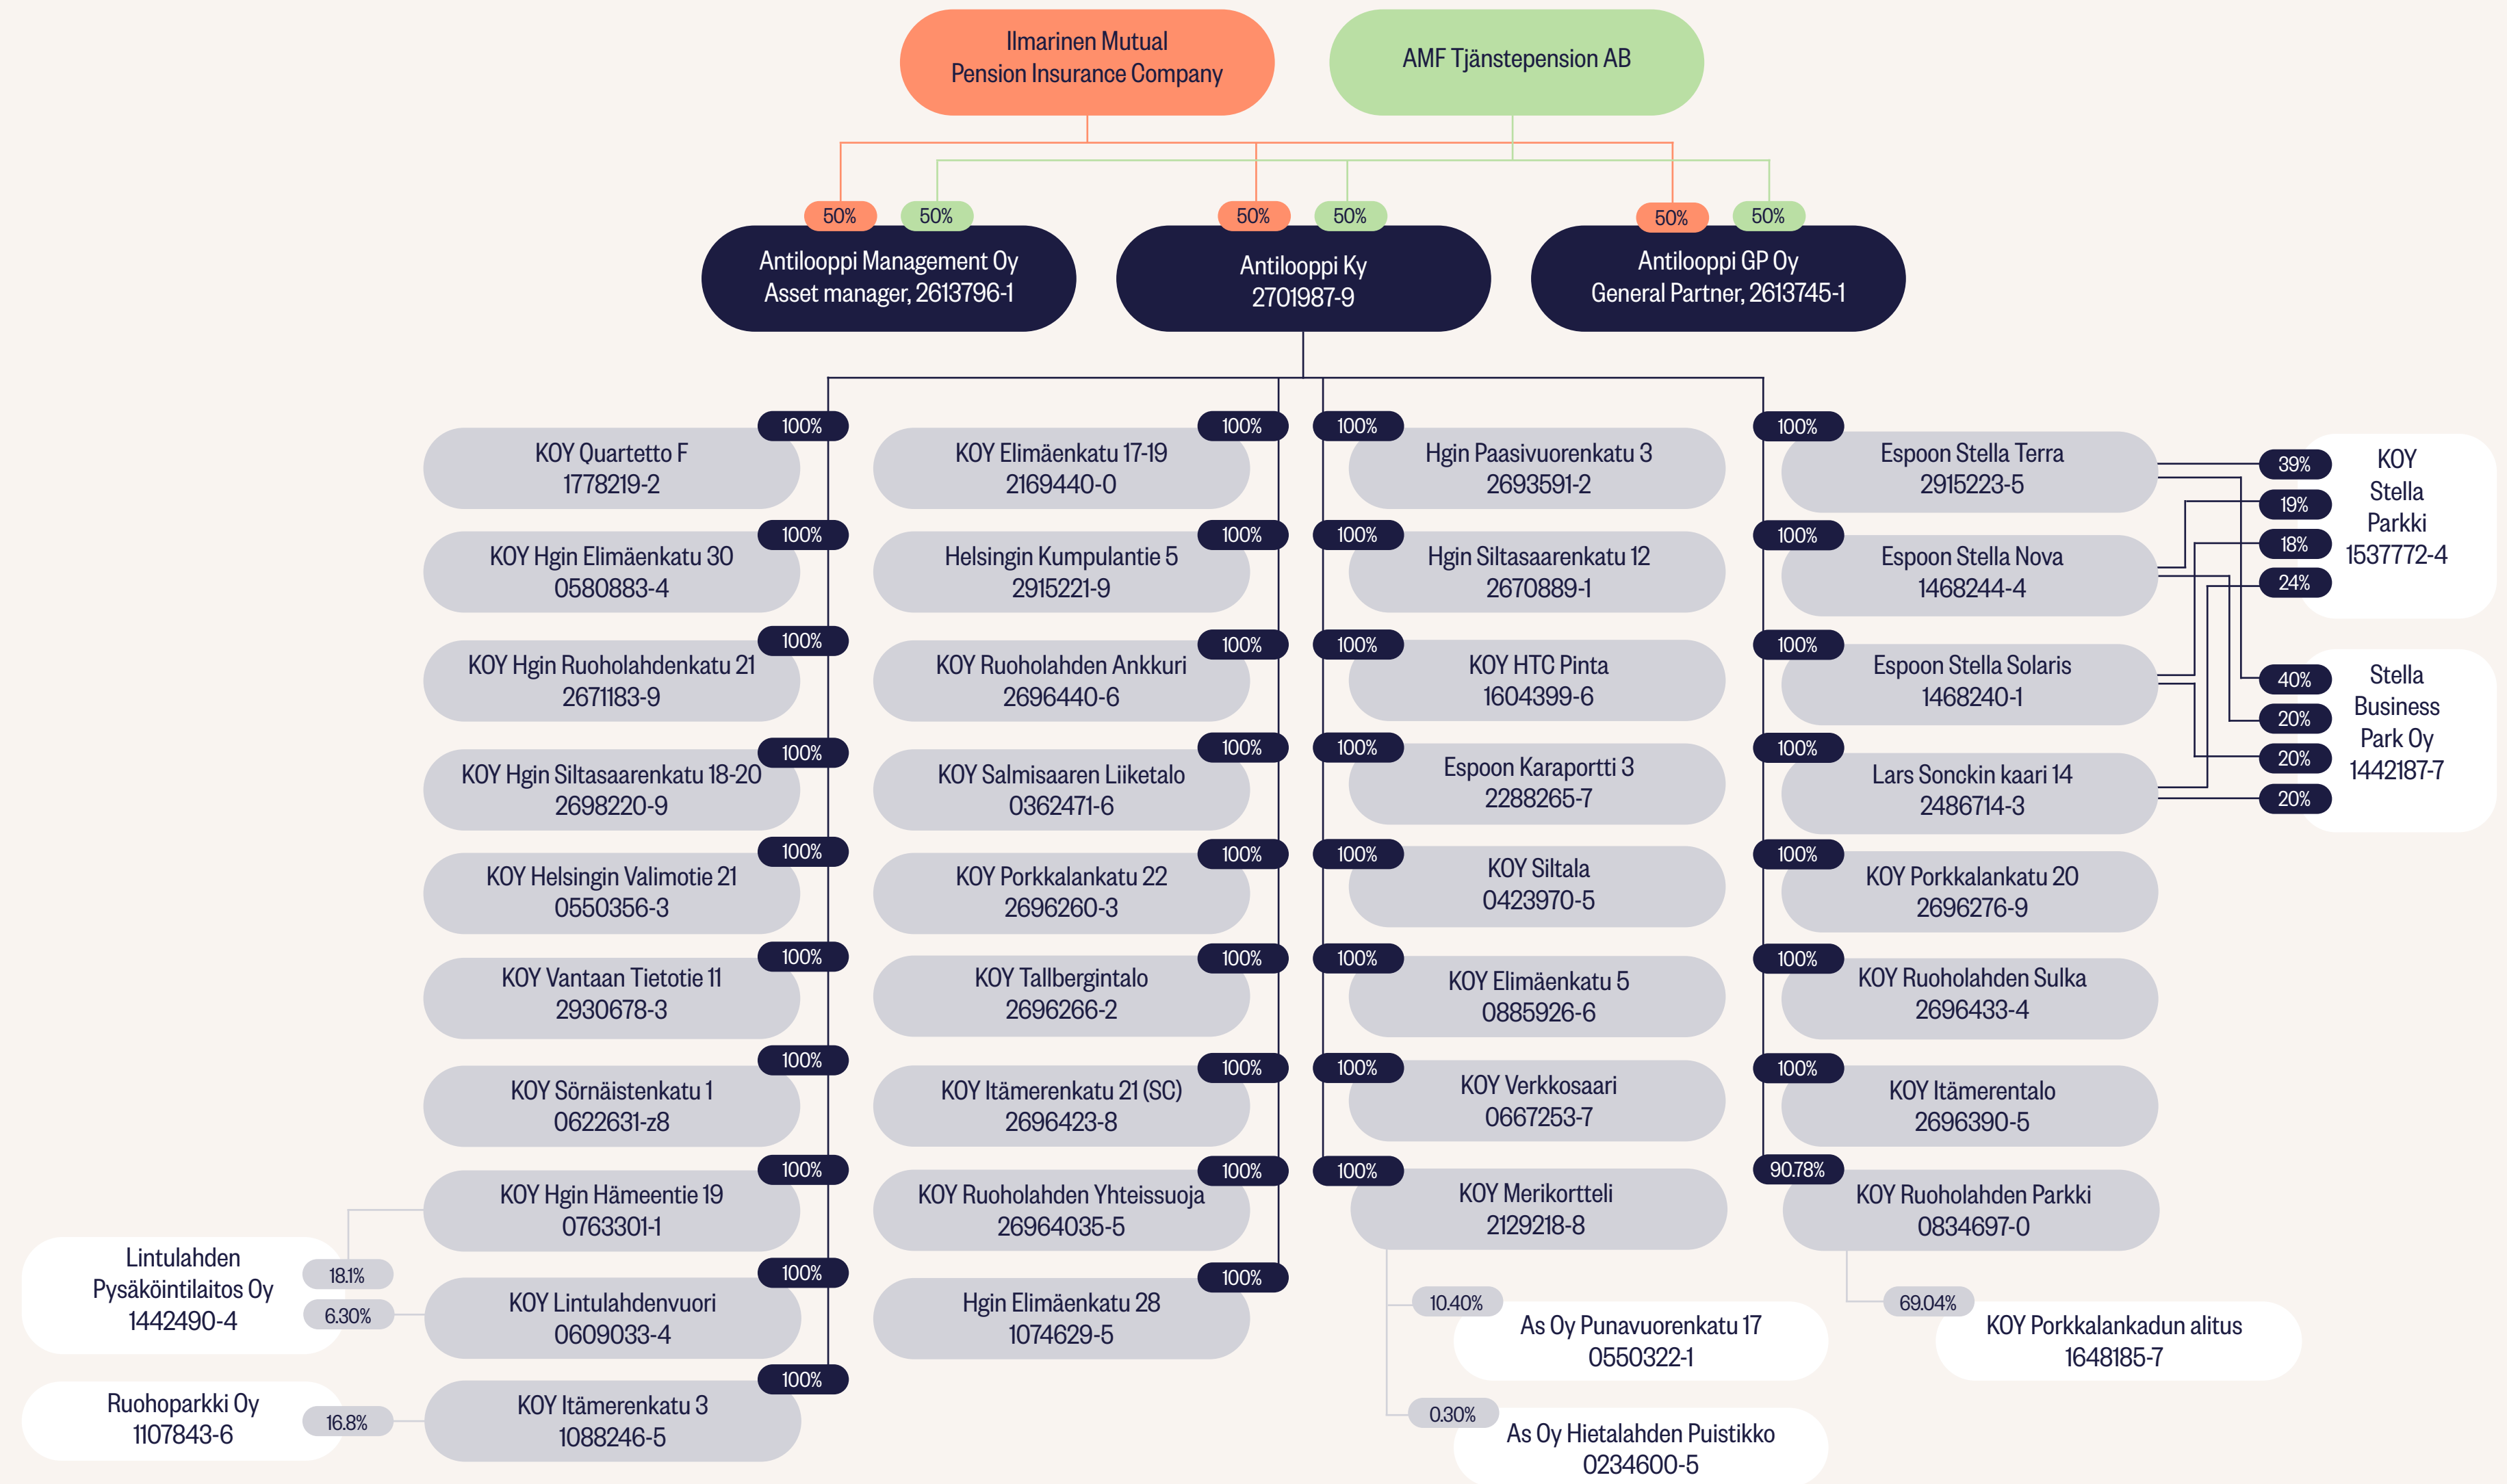 Ilmarinen Mutual
Pension Insurance Company
AMF Tjänstepension AB
50%
50%
50%
50%
50%
50%
Antilooppi Management Oy
Asset manager, 2613796-1
Antilooppi Ky
2701987-9
Antilooppi GP Oy
General Partner, 2613745-1
100%
KOY Quartetto F
1778219-2
100%
KOY Hgin Elimäenkatu 30
0580883-4
100%
KOY Hgin Ruoholahdenkatu 21
2671183-9
100%
KOY Hgin Siltasaarenkatu 18-20
2698220-9
100%
KOY Helsingin Valimotie 21
0550356-3
100%
KOY Vantaan Tietotie 11
2930678-3
100%
KOY Sörnäistenkatu 1
0622631-z8
100%
KOY Hgin Hämeentie 19
0763301-1
100%
KOY Lintulahdenvuori
0609033-4
100%
KOY Itämerenkatu 3
1088246-5
Lintulahden
Pysäköintilaitos Oy
1442490-4
18.1%
6.30%
Ruohoparkki Oy
1107843-6
16.8%
100%
KOY Elimäenkatu 17-19
2169440-0
100%
Helsingin Kumpulantie 5
2915221-9
100%
KOY Ruoholahden Ankkuri
2696440-6
100%
KOY Salmisaaren Liiketalo
0362471-6
100%
KOY Porkkalankatu 22
2696260-3
100%
KOY Tallbergintalo
2696266-2
100%
KOY Itämerenkatu 21 (SC)
2696423-8
100%
KOY Ruoholahden Yhteissuoja
26964035-5
100%
Hgin Elimäenkatu 28
1074629-5
100%
Hgin Paasivuorenkatu 3
2693591-2
100%
Hgin Siltasaarenkatu 12
2670889-1
100%
KOY HTC Pinta
1604399-6
100%
Espoon Karaportti 3
2288265-7
100%
KOY Siltala
0423970-5
100%
KOY Elimäenkatu 5
0885926-6
100%
KOY Verkkosaari
0667253-7
100%
KOY Merikortteli
2129218-8
10.40%
As Oy Punavuorenkatu 17
0550322-1
0.30%
As Oy Hietalahden Puistikko
0234600-5
100%
Espoon Stella Terra
2915223-5
100%
Espoon Stella Nova
1468244-4
100%
Espoon Stella Solaris
1468240-1
100%
Lars Sonckin kaari 14
2486714-3
100%
KOY Porkkalankatu 20
2696276-9
100%
KOY Ruoholahden Sulka
2696433-4
100%
KOY Itämerentalo
2696390-5
90.78%
KOY Ruoholahden Parkki
0834697-0
69.04%
KOY Porkkalankadun alitus
1648185-7
39%
19%
18%
24%
KOY
Stella
Parkki
1537772-4
40%
20%
20%
20%
Stella
Business
Park Oy
1442187-7